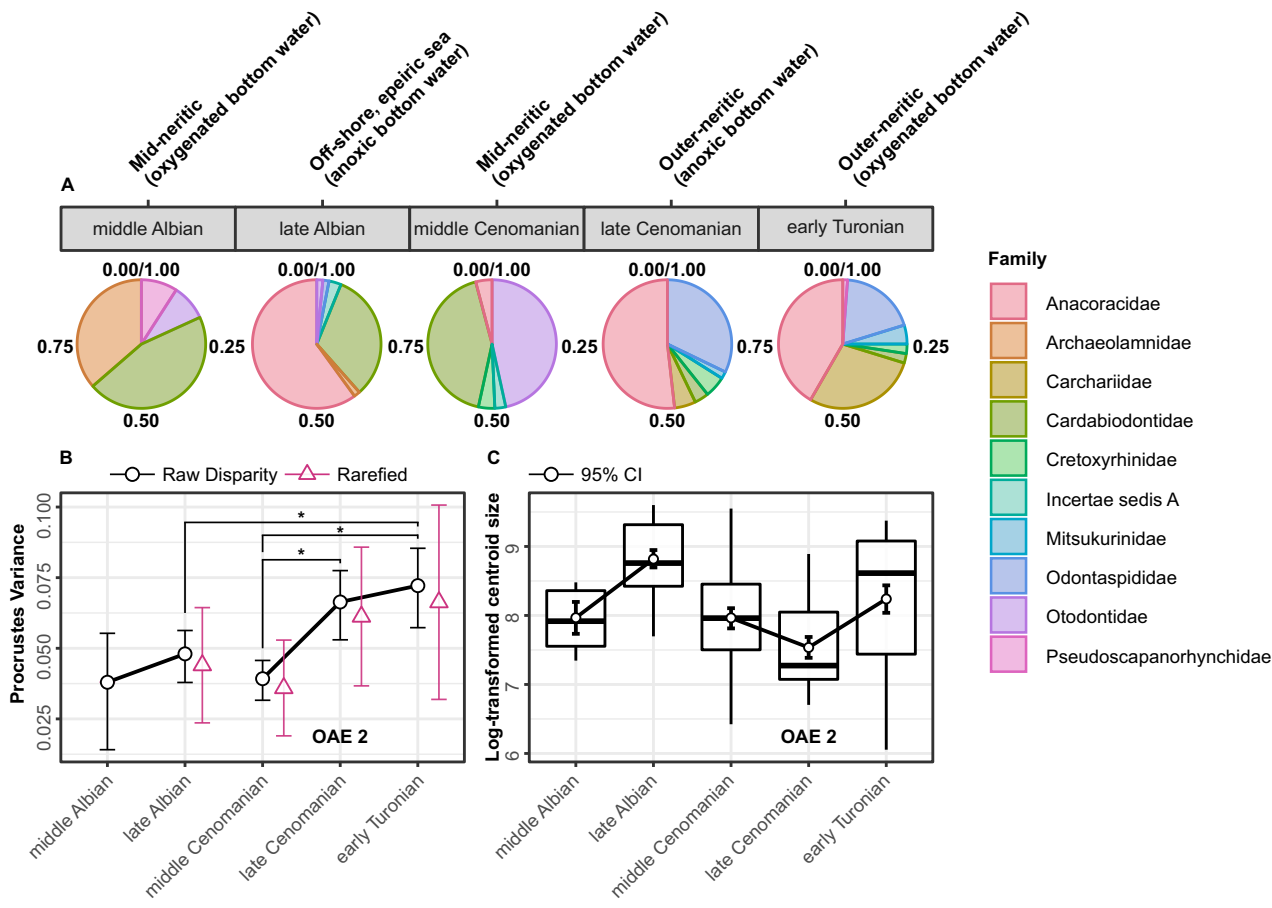 Mid-neritic
(oxygenated bottom water)
Off-shore, epeiric sea
(anoxic bottom water)
Mid-neritic
(oxygenated bottom water)
Outer-neritic
(anoxic bottom water)
Outer-neritic
(oxygenated bottom water)
A
middle Albian
late Albian
middle Cenomanian
late Cenomanian
early Turonian
0.00/1.00
0.00/1.00
0.00/1.00
0.00/1.00
0.00/1.00
0.75
0.25
0.75
0.25
0.75
0.25
0.50
0.50
0.50
0.50
0.50
Family
Anacoracidae
Archaeolamnidae
Carchariidae
Cardabiodontidae
Cretoxyrhinidae
Incertae sedis A
Mitsukurinidae
Odontaspididae
Otodontidae
Pseudoscapanorhynchidae
B
Raw Disparity
Rarefied
Procrustes Variance
0.100
0.075
0.050
0.025
*
*
*
OAE 2
middle Albian
late Albian
middle Cenomanian
late Cenomanian
early Turonian
C
95% CI
Log-transformed centroid size
9
8
7
6
OAE 2
middle Albian
late Albian
middle Cenomanian
late Cenomanian
early Turonian